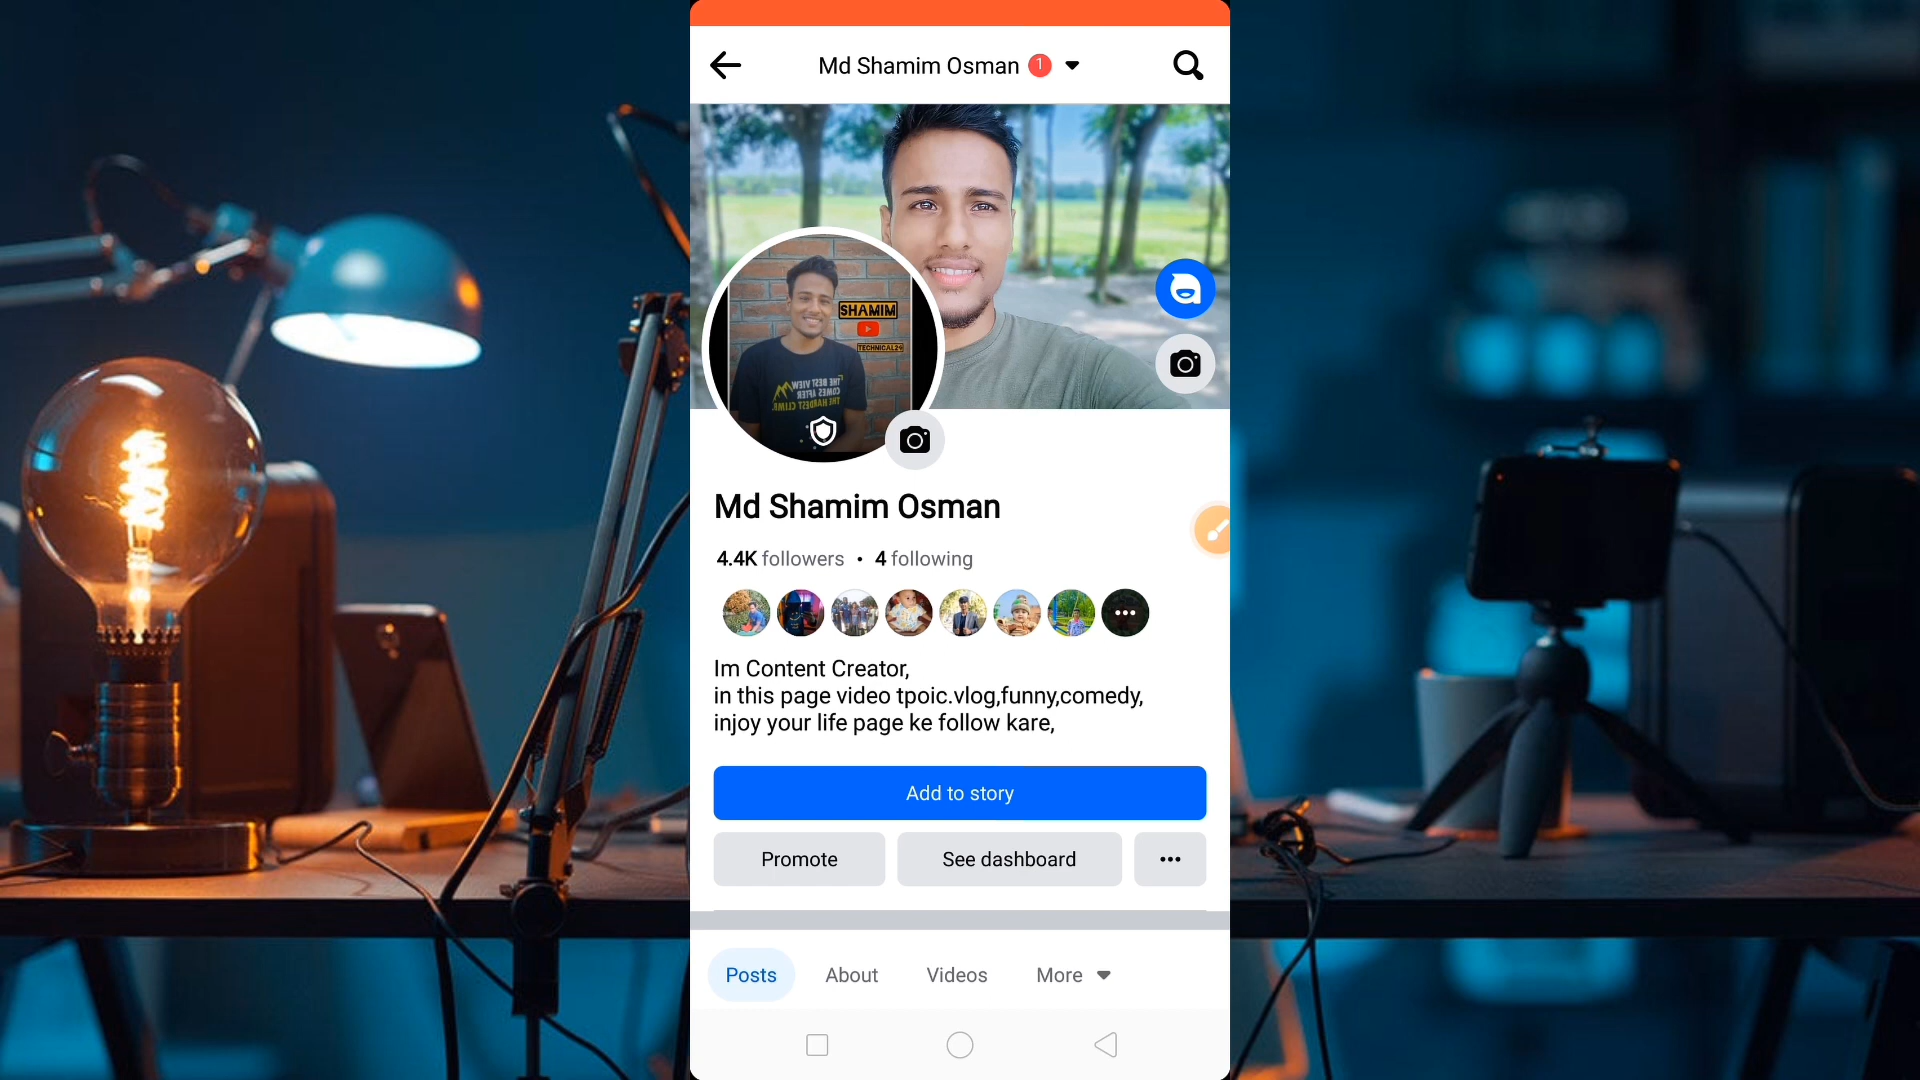 Md Shamim Osman 1
SHAMIM
TECHNICAL29
Md Shamim Osman
4.4K followers • 4 following
Im Content Creator,
in this page video tpoic.vlog,funny,comedy,
injoy your life page ke follow kare,
Add to story
Promote
See dashboard
Posts
About
Videos
More